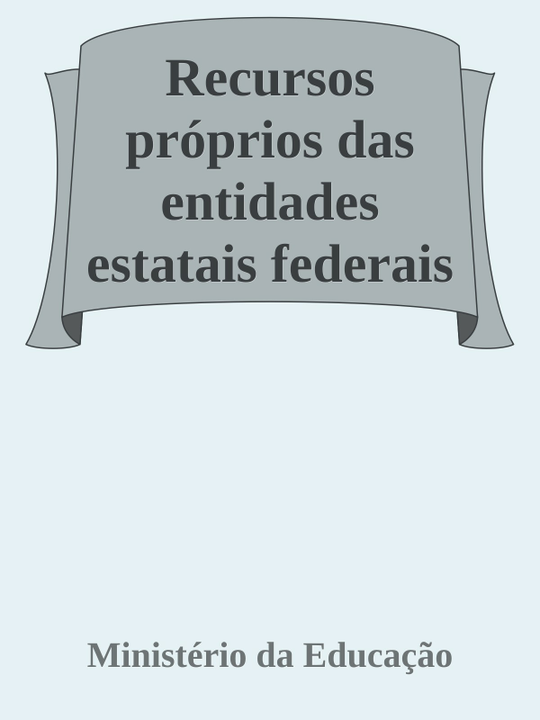 Recursos
próprios das
entidades
estatais federais
Ministério da Educação